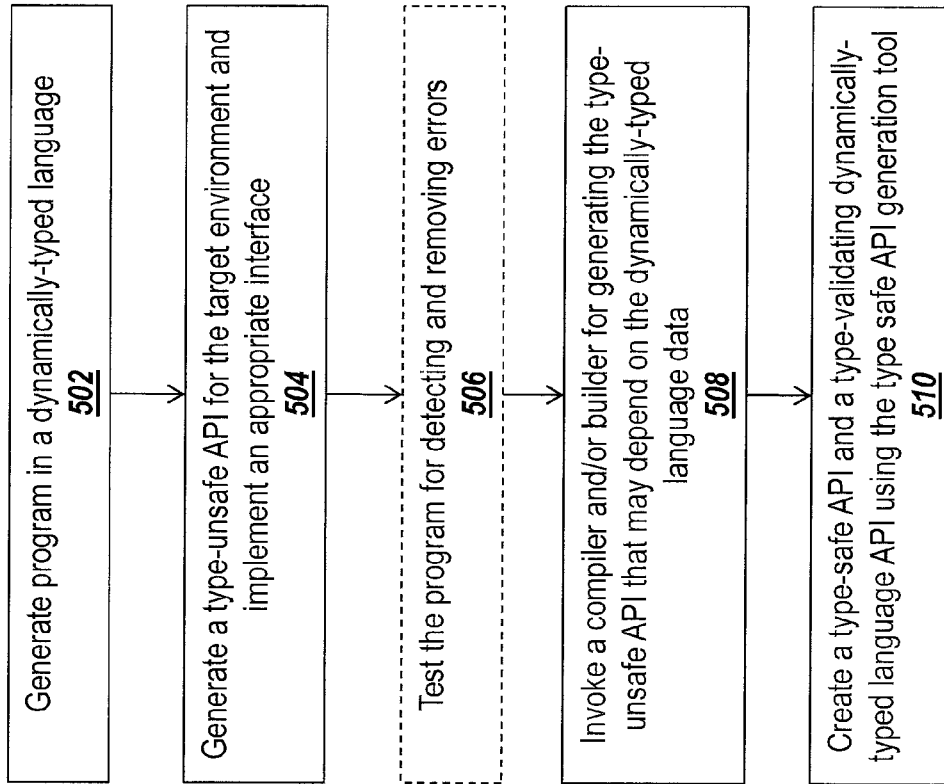 Generate program in a dynamically-typed language
502
Generate a type-unsafe API for the target environment and
implement an appropriate interface
504
Test the program for detecting and removing errors
506
Invoke a compiler and/or builder for generating the type-
unsafe API that may depend on the dynamically-typed
language data
508
Create a type-safe API and a type-validating dynamically-
typed language API using the type safe API generation tool
510